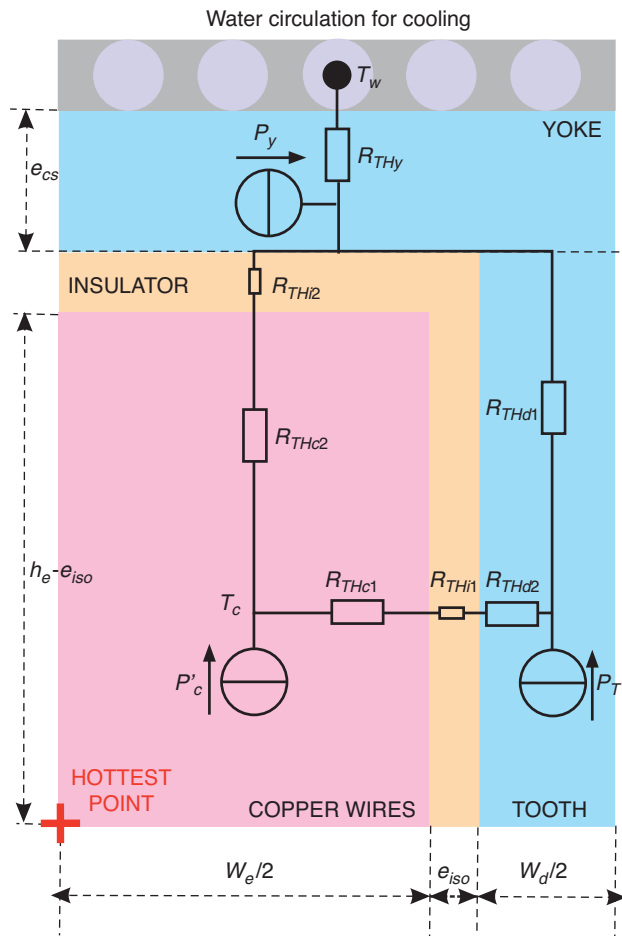 Water circulation for cooling
T_w
YOKE
P_y
R_THy
e_cs
INSULATOR
R_THi2
R_THd1
R_THc2
h_e-e_iso
R_THc1
R_THi1
R_THd2
T_c
P'_c
P_T
HOTTEST
POINT
COPPER WIRES
TOOTH
W_e/2
e_iso
W_d/2